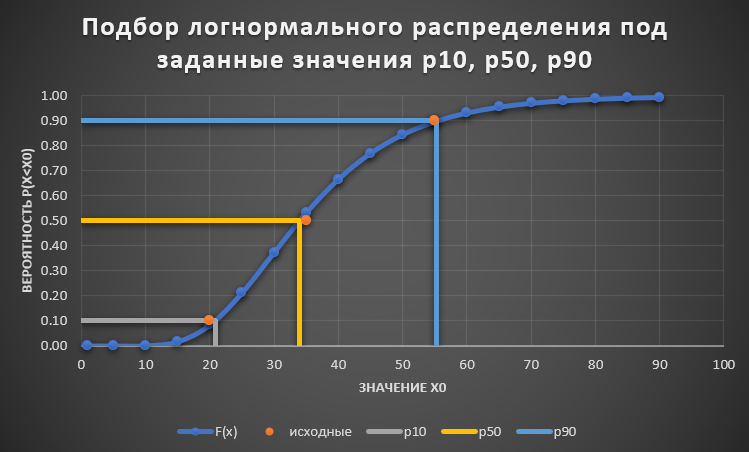 Подбор логнормального распределения под
заданные значения p10, p50, p90
ВЕРОЯТНОСТЬ P(X<X0)
1.00
0.90
0.80
0.70
0.60
0.50
0.40
0.30
0.20
0.10
0.00
0 10 20 30 40 50 60 70 80 90 100
ЗНАЧЕНИЕ X0
F(x) исходные p10 p50 p90